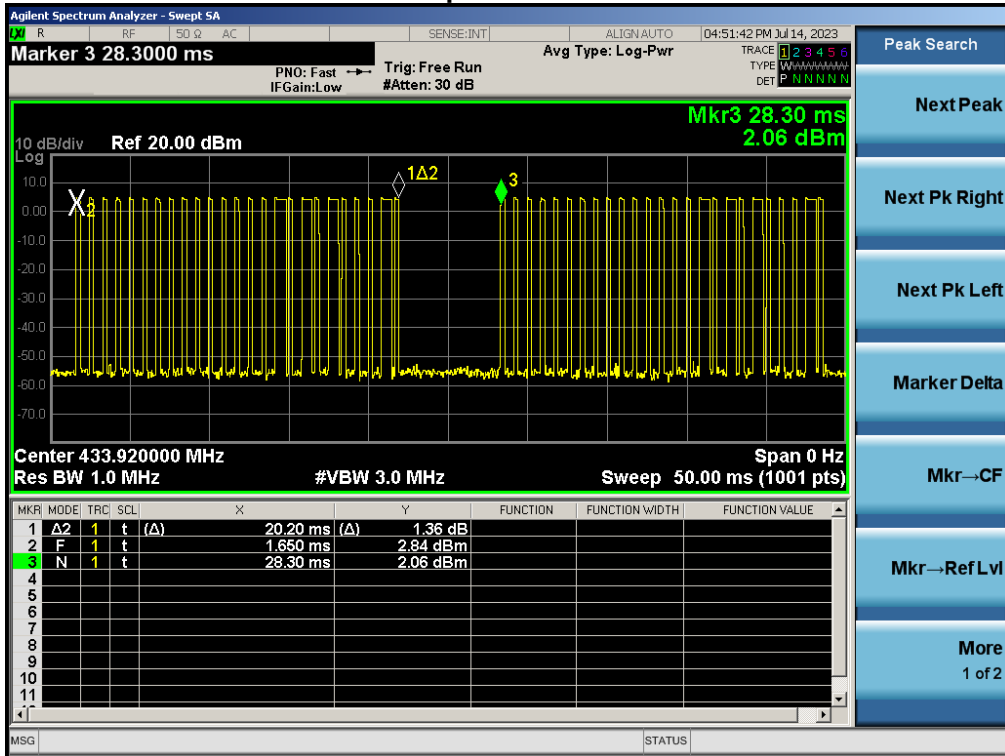 Agilent Spectrum Analyzer - Swept SA
LXI R RF 50 Ω AC SENSE:INT ALIGN AUTO 04:51:42 PM Jul 14, 2023
Marker 3 28.3000 ms
PNO: Fast
IFGain:Low
Trig: Free Run
#Atten: 30 dB
Avg Type: Log-Pwr
TRACE 1 2 3 4 5 6
TYPE WWWWWW
DET P N N N N N
Mkr3 28.30 ms
2.06 dBm
10 dB/div Ref 20.00 dBm
Log
10.0
0.00
-10.0
-20.0
-30.0
-40.0
-50.0
-60.0
-70.0
2
1Δ2
3
Center 433.920000 MHz Span 0 Hz
Res BW 1.0 MHz #VBW 3.0 MHz Sweep 50.00 ms (1001 pts)
MKR MODE TRC SCL X Y FUNCTION FUNCTION WIDTH FUNCTION VALUE
1 Δ2 1 t (Δ) 20.20 ms (Δ) 1.36 dB
2 F 1 t 1.650 ms 2.84 dBm
3 N 1 t 28.30 ms 2.06 dBm
4
5
6
7
8
9
10
11
MSG STATUS
Peak Search
Next Peak
Next Pk Right
Next Pk Left
Marker Delta
Mkr→CF
Mkr→Ref Lvl
More
1 of 2